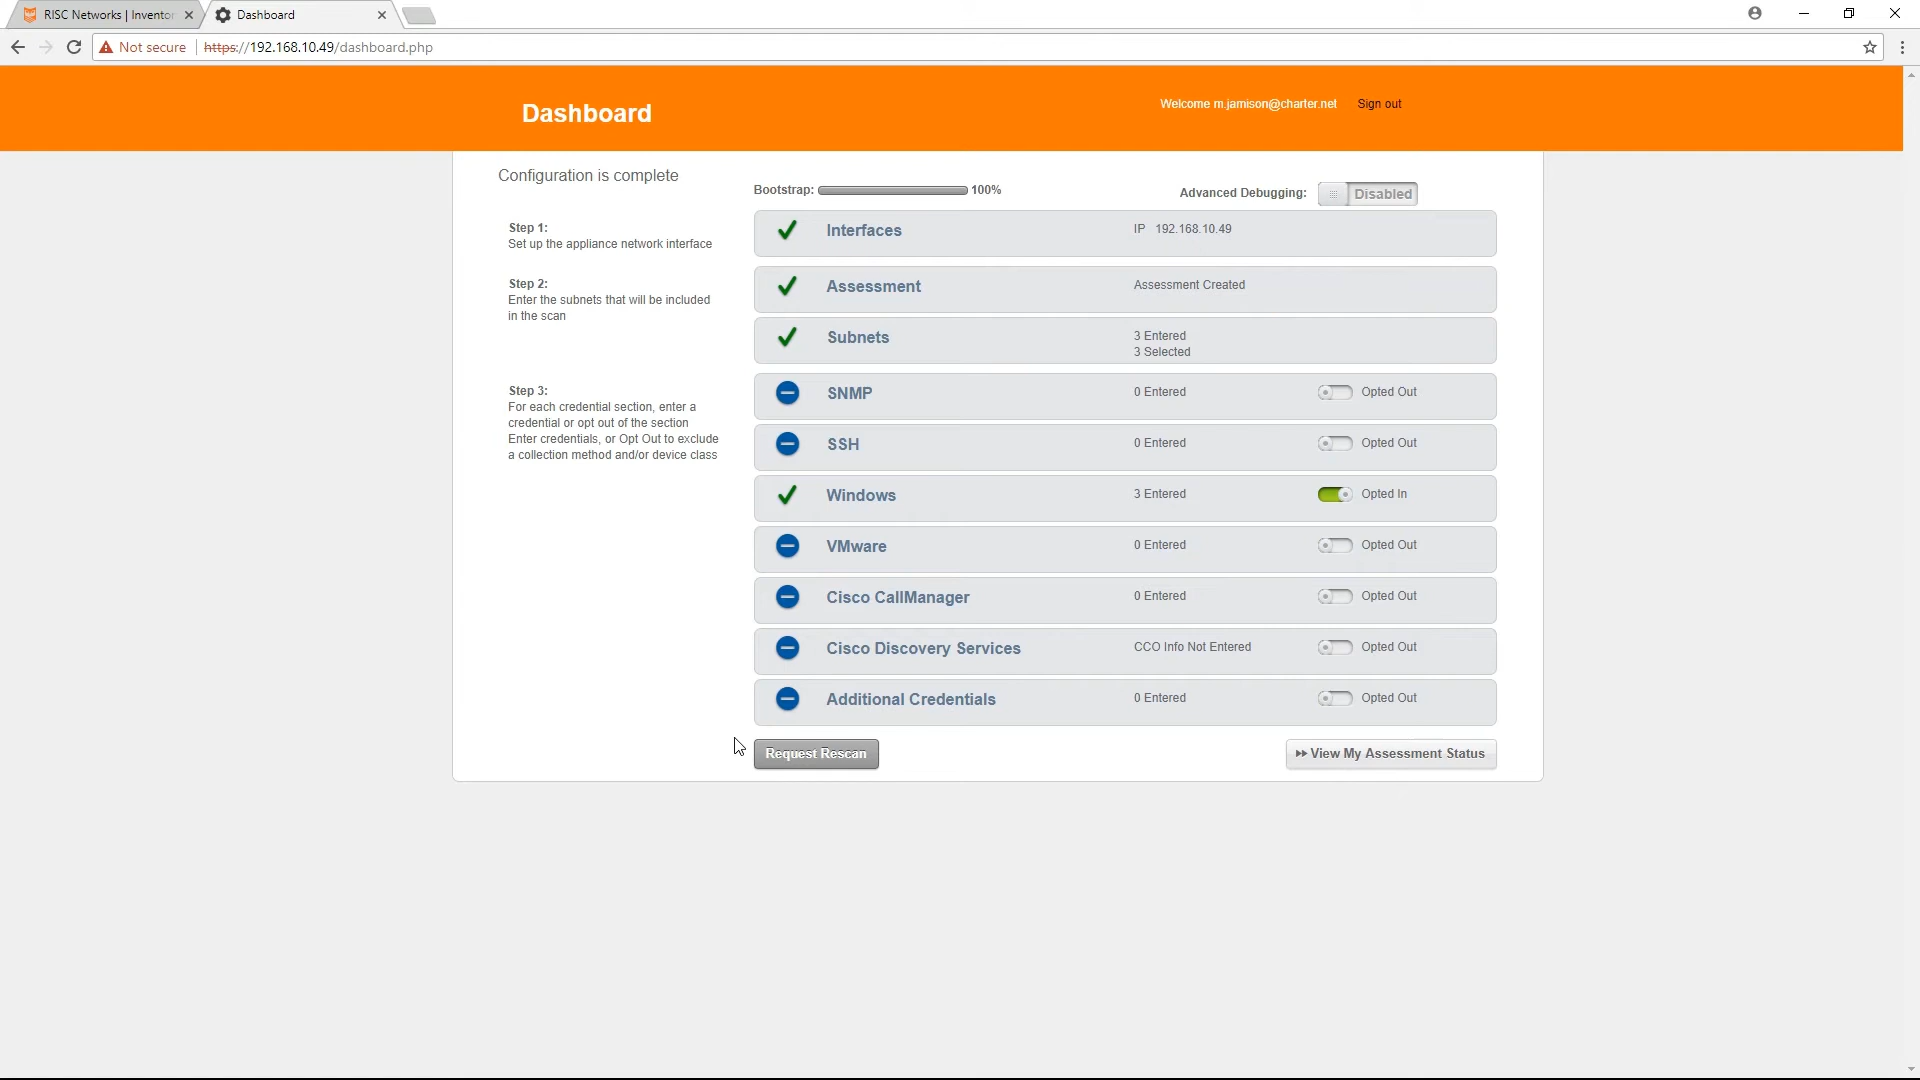 RISC Networks | Inventor
Dashboard
Not secure
https://192.168.10.49/dashboard.php
Dashboard
Welcome m.jamison@charter.net
Sign out
Configuration is complete
Bootstrap:
100%
Advanced Debugging:
Disabled
Step 1:
Set up the appliance network interface
Interfaces
IP 192.168.10.49
Step 2:
Enter the subnets that will be included
in the scan
Assessment
Assessment Created
Subnets
3 Entered
3 Selected
Step 3:
For each credential section, enter a
credential or opt out of the section
Enter credentials, or Opt Out to exclude
a collection method and/or device class
SNMP
0 Entered
Opted Out
SSH
0 Entered
Opted Out
Windows
3 Entered
Opted In
VMware
0 Entered
Opted Out
Cisco CallManager
0 Entered
Opted Out
Cisco Discovery Services
CCO Info Not Entered
Opted Out
Additional Credentials
0 Entered
Opted Out
Request Rescan
View My Assessment Status